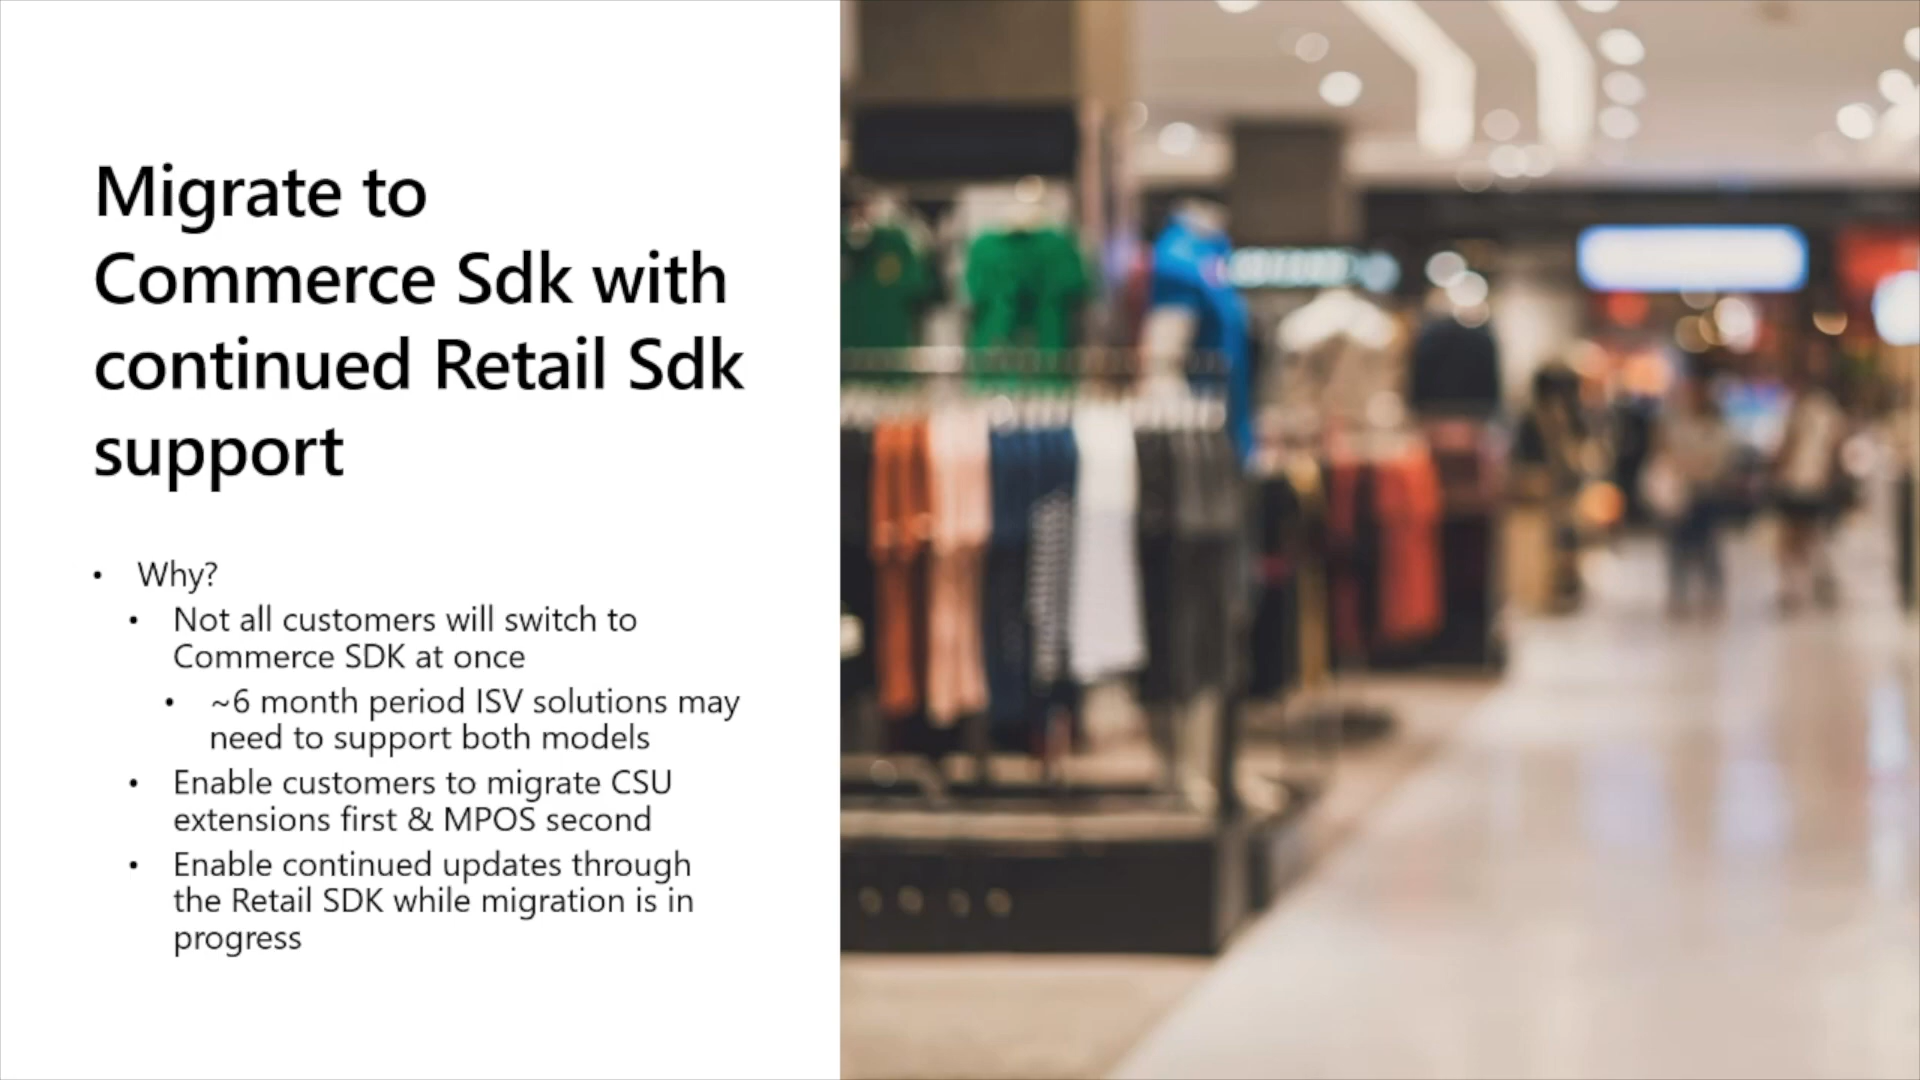 Migrate to
Commerce Sdk with
continued Retail Sdk
support
• Why?
• Not all customers will switch to
Commerce SDK at once
• ~6 month period ISV solutions may
need to support both models
• Enable customers to migrate CSU
extensions first & MPOS second
• Enable continued updates through
the Retail SDK while migration is in
progress